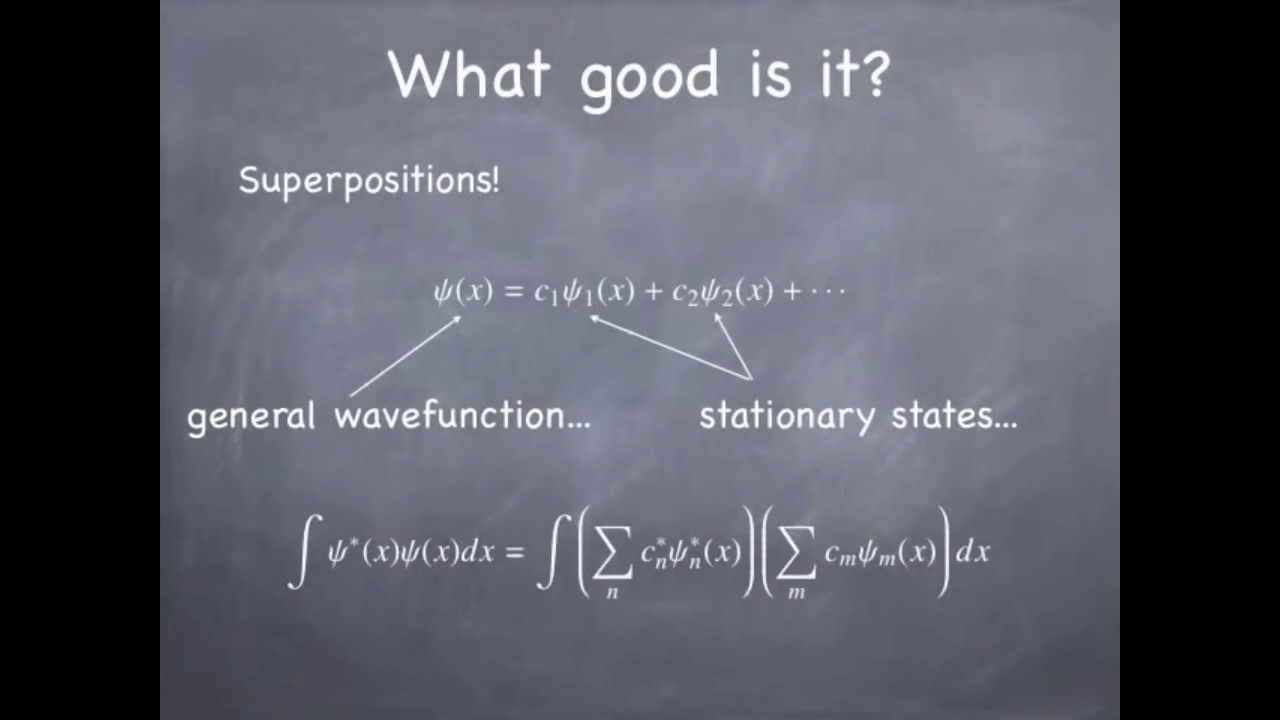 What good is it?
Superpositions!
ψ(x) = c₁ψ₁(x) + c₂ψ₂(x) + ···
general wavefunction...
stationary states...
∫ψ*(x)ψ(x)dx = ∫(∑ₙ cₙ*ψₙ*(x))(∑ₘ cₘψₘ(x))dx